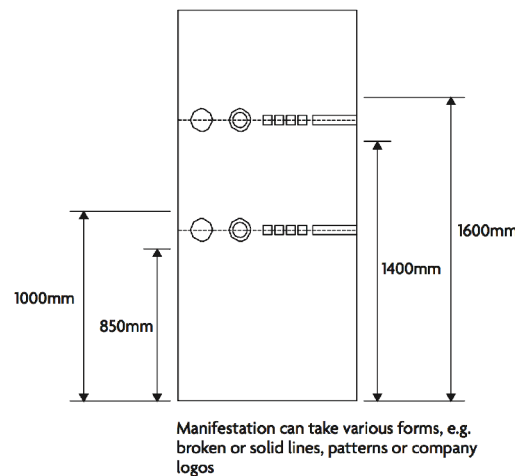 1600mm
1400mm
1000mm
850mm
Manifestation can take various forms, e.g.
broken or solid lines, patterns or company
logos